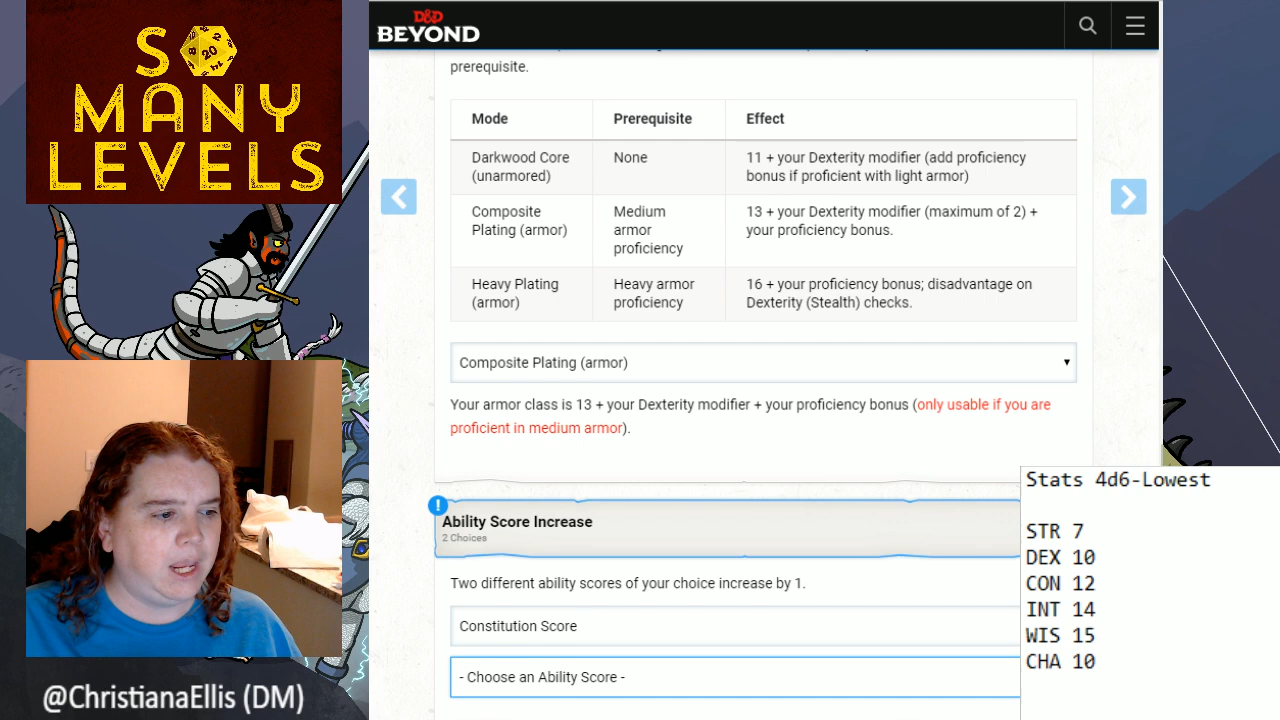 SO
MANY
LEVELS
@ChristianaEllis (DM)
D&D
BEYOND
prerequisite.
Mode Prerequisite Effect
Darkwood Core
(unarmored)
None
11 + your Dexterity modifier (add proficiency
bonus if proficient with light armor)
Composite
Plating (armor)
Medium
armor
proficiency
13 + your Dexterity modifier (maximum of 2) +
your proficiency bonus.
Heavy Plating
(armor)
Heavy armor
proficiency
16 + your proficiency bonus; disadvantage on
Dexterity (Stealth) checks.
Composite Plating (armor)
Your armor class is 13 + your Dexterity modifier + your proficiency bonus (only usable if you are
proficient in medium armor).
Ability Score Increase
2 Choices
Two different ability scores of your choice increase by 1.
Constitution Score
- Choose an Ability Score -
Stats 4d6-Lowest
STR 7
DEX 10
CON 12
INT 14
WIS 15
CHA 10